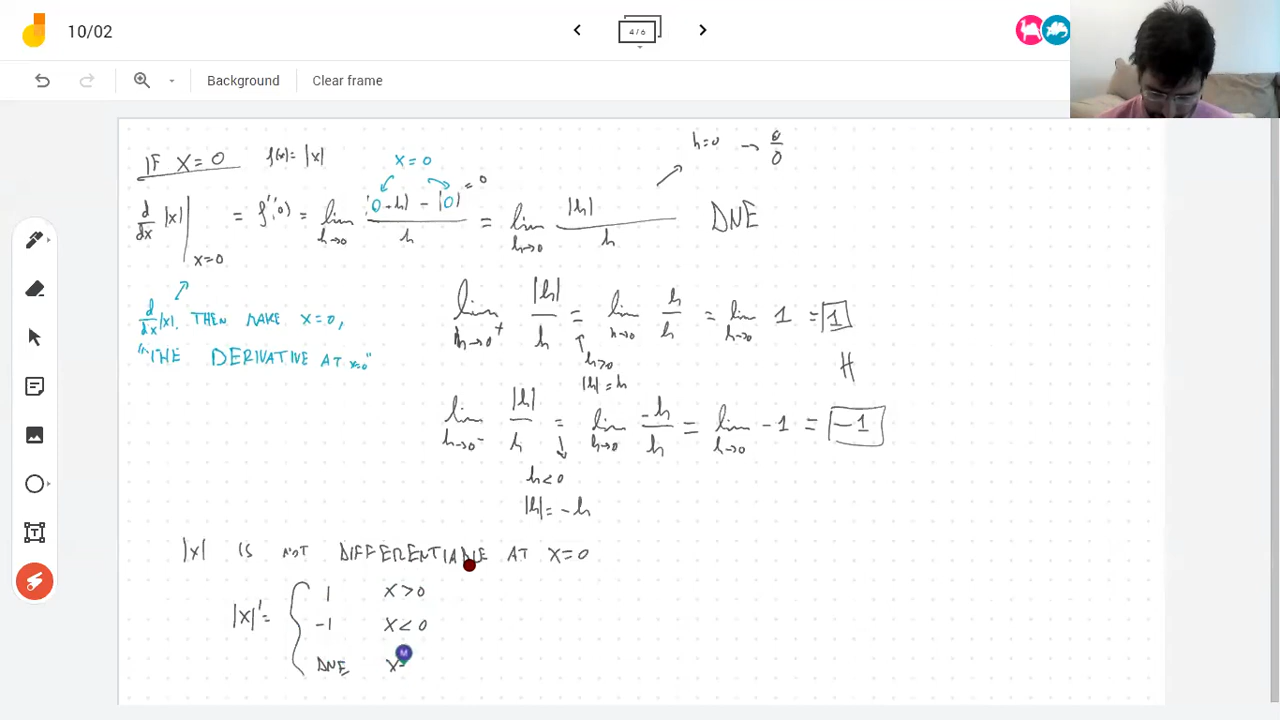 10/02
4/6
Background
Clear frame
IF X=0 f(x)=|x|
h=0 → 0/0
x=0
d/dx |x| |x=0 = f'(0) = lim h→0 (|0+h| - |0|)/h = lim h→0 |h|/h DNE
= 0
d/dx |x|. THEN MAKE X=0,
"THE DERIVATIVE AT x=0"
lim h→0+ |h|/h = lim h→0 h/h = lim h→0 1 = 1
h>0
|h|=h
≠
lim h→0- |h|/h = lim h→0 -h/h = lim h→0 -1 = -1
h<0
|h|=-h
|x| IS NOT DIFFERENTIABLE AT X=0
|x|' = { 1 X>0
-1 X<0
DNE X=
M